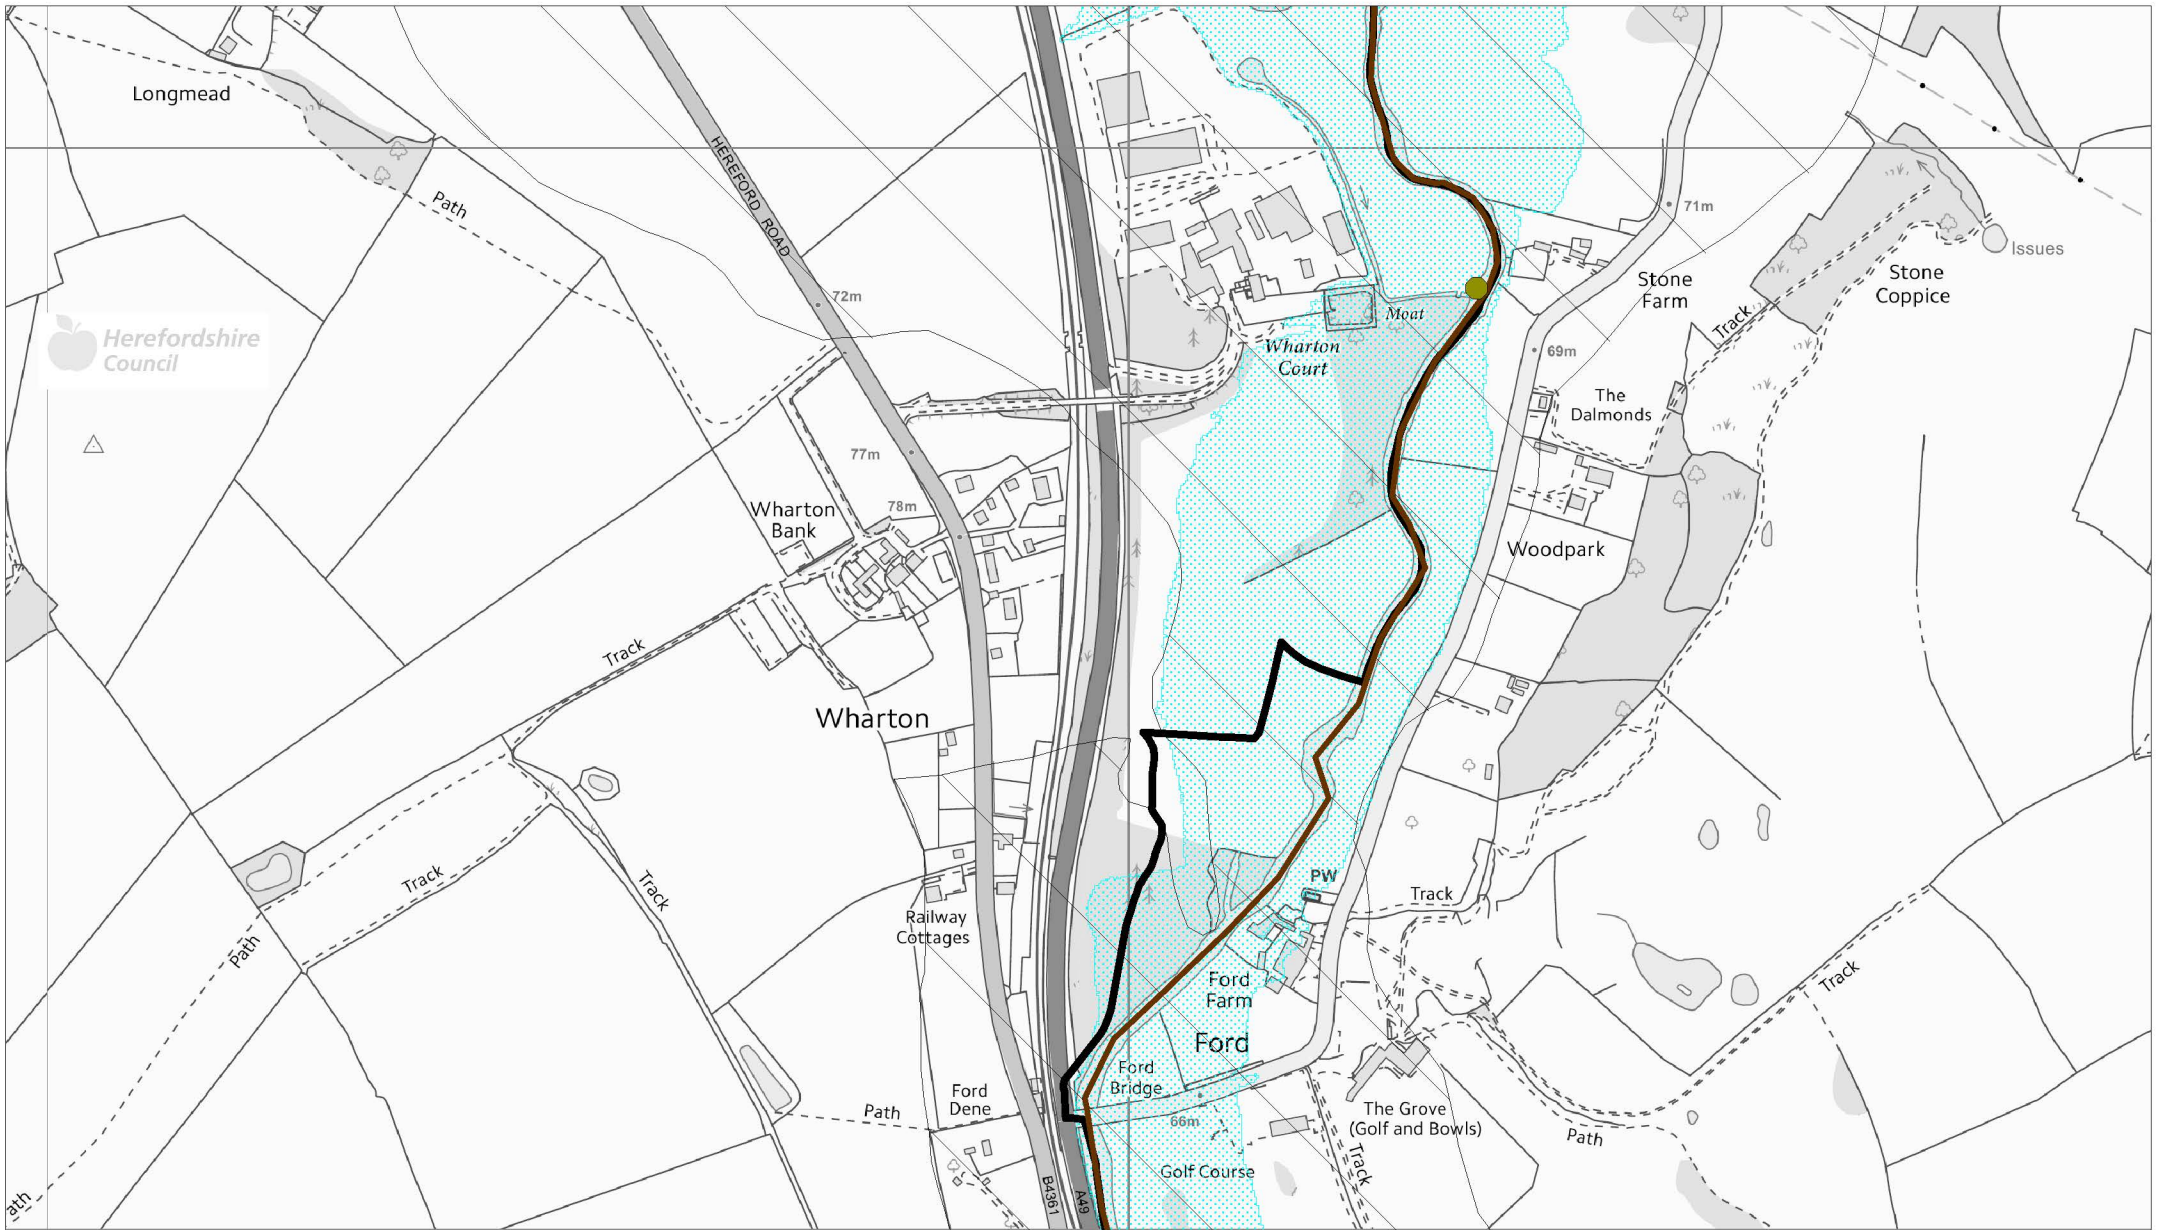 Longmead
Path
HEREFORD ROAD
71m
Issues
Stone
Farm
Stone
Coppice
72m
Herefordshire
Council
Moat
Wharton
Court
Track
69m
The
Dalmonds
77m
78m
Wharton
Bank
Woodpark
Track
Wharton
Track
Track
PW
Track
Railway
Cottages
Path
Ford
Farm
Track
Ford
Ford
Bridge
Ford
Dene
Path
66m
The Grove
(Golf and Bowls)
Path
Track
Golf Course
B4361
A49
ath